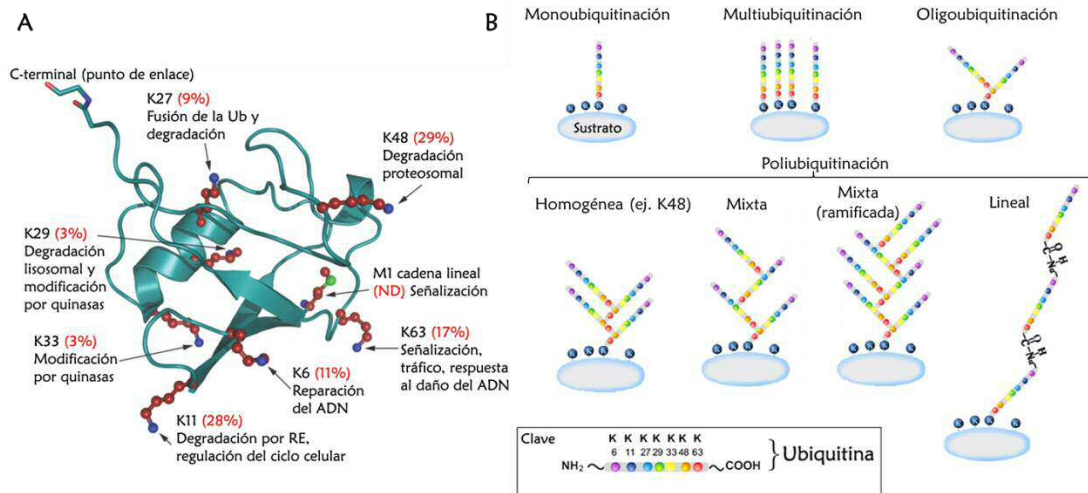 A
C-terminal (punto de enlace)
K27 (9%)
Fusión de la Ub y
degradación
K48 (29%)
Degradación
proteosomal
K29 (3%)
Degradación
lisosomal y
modificación
por quinasas
M1 cadena lineal
(ND) Señalización
K33 (3%)
Modificación
por quinasas
K63 (17%)
Señalización,
tráfico, respuesta
al daño del ADN
K6 (11%)
Reparación
del ADN
K11 (28%)
Degradación por RE,
regulación del ciclo celular
B
Monoubiquitinación
Multiubiquitinación
Oligoubiquitinación
K K K K
Sustrato
K K K K
K K K K
Poliubiquitinación
Homogénea (ej. K48)
Mixta
Mixta
(ramificada)
Lineal
K K K K
K K K K
K K K K
K K K K
Clave
K K K K K K K
6 11 27 29 33 48 63
NH2
COOH
Ubiquitina